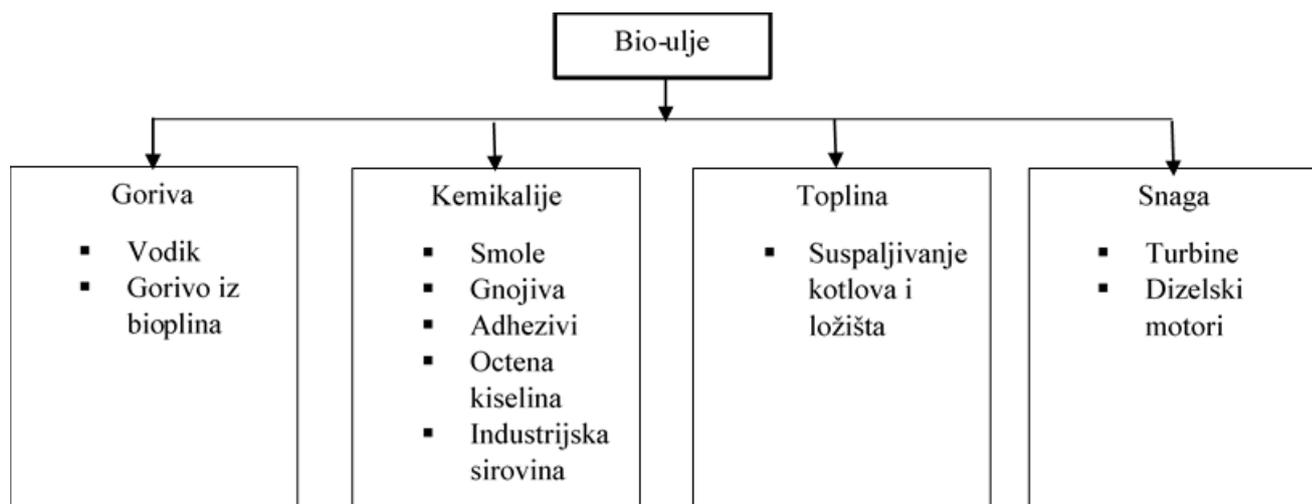 Bio-ulje
Goriva
▪ Vodik
▪ Gorivo iz
bioplina
Kemikalije
▪ Smole
▪ Gnojiva
▪ Adhezivi
▪ Octena
kiselina
▪ Industrijska
sirovina
Toplina
▪ Suspaljivanje
kotlova i
ložišta
Snaga
▪ Turbine
▪ Dizelski
motori